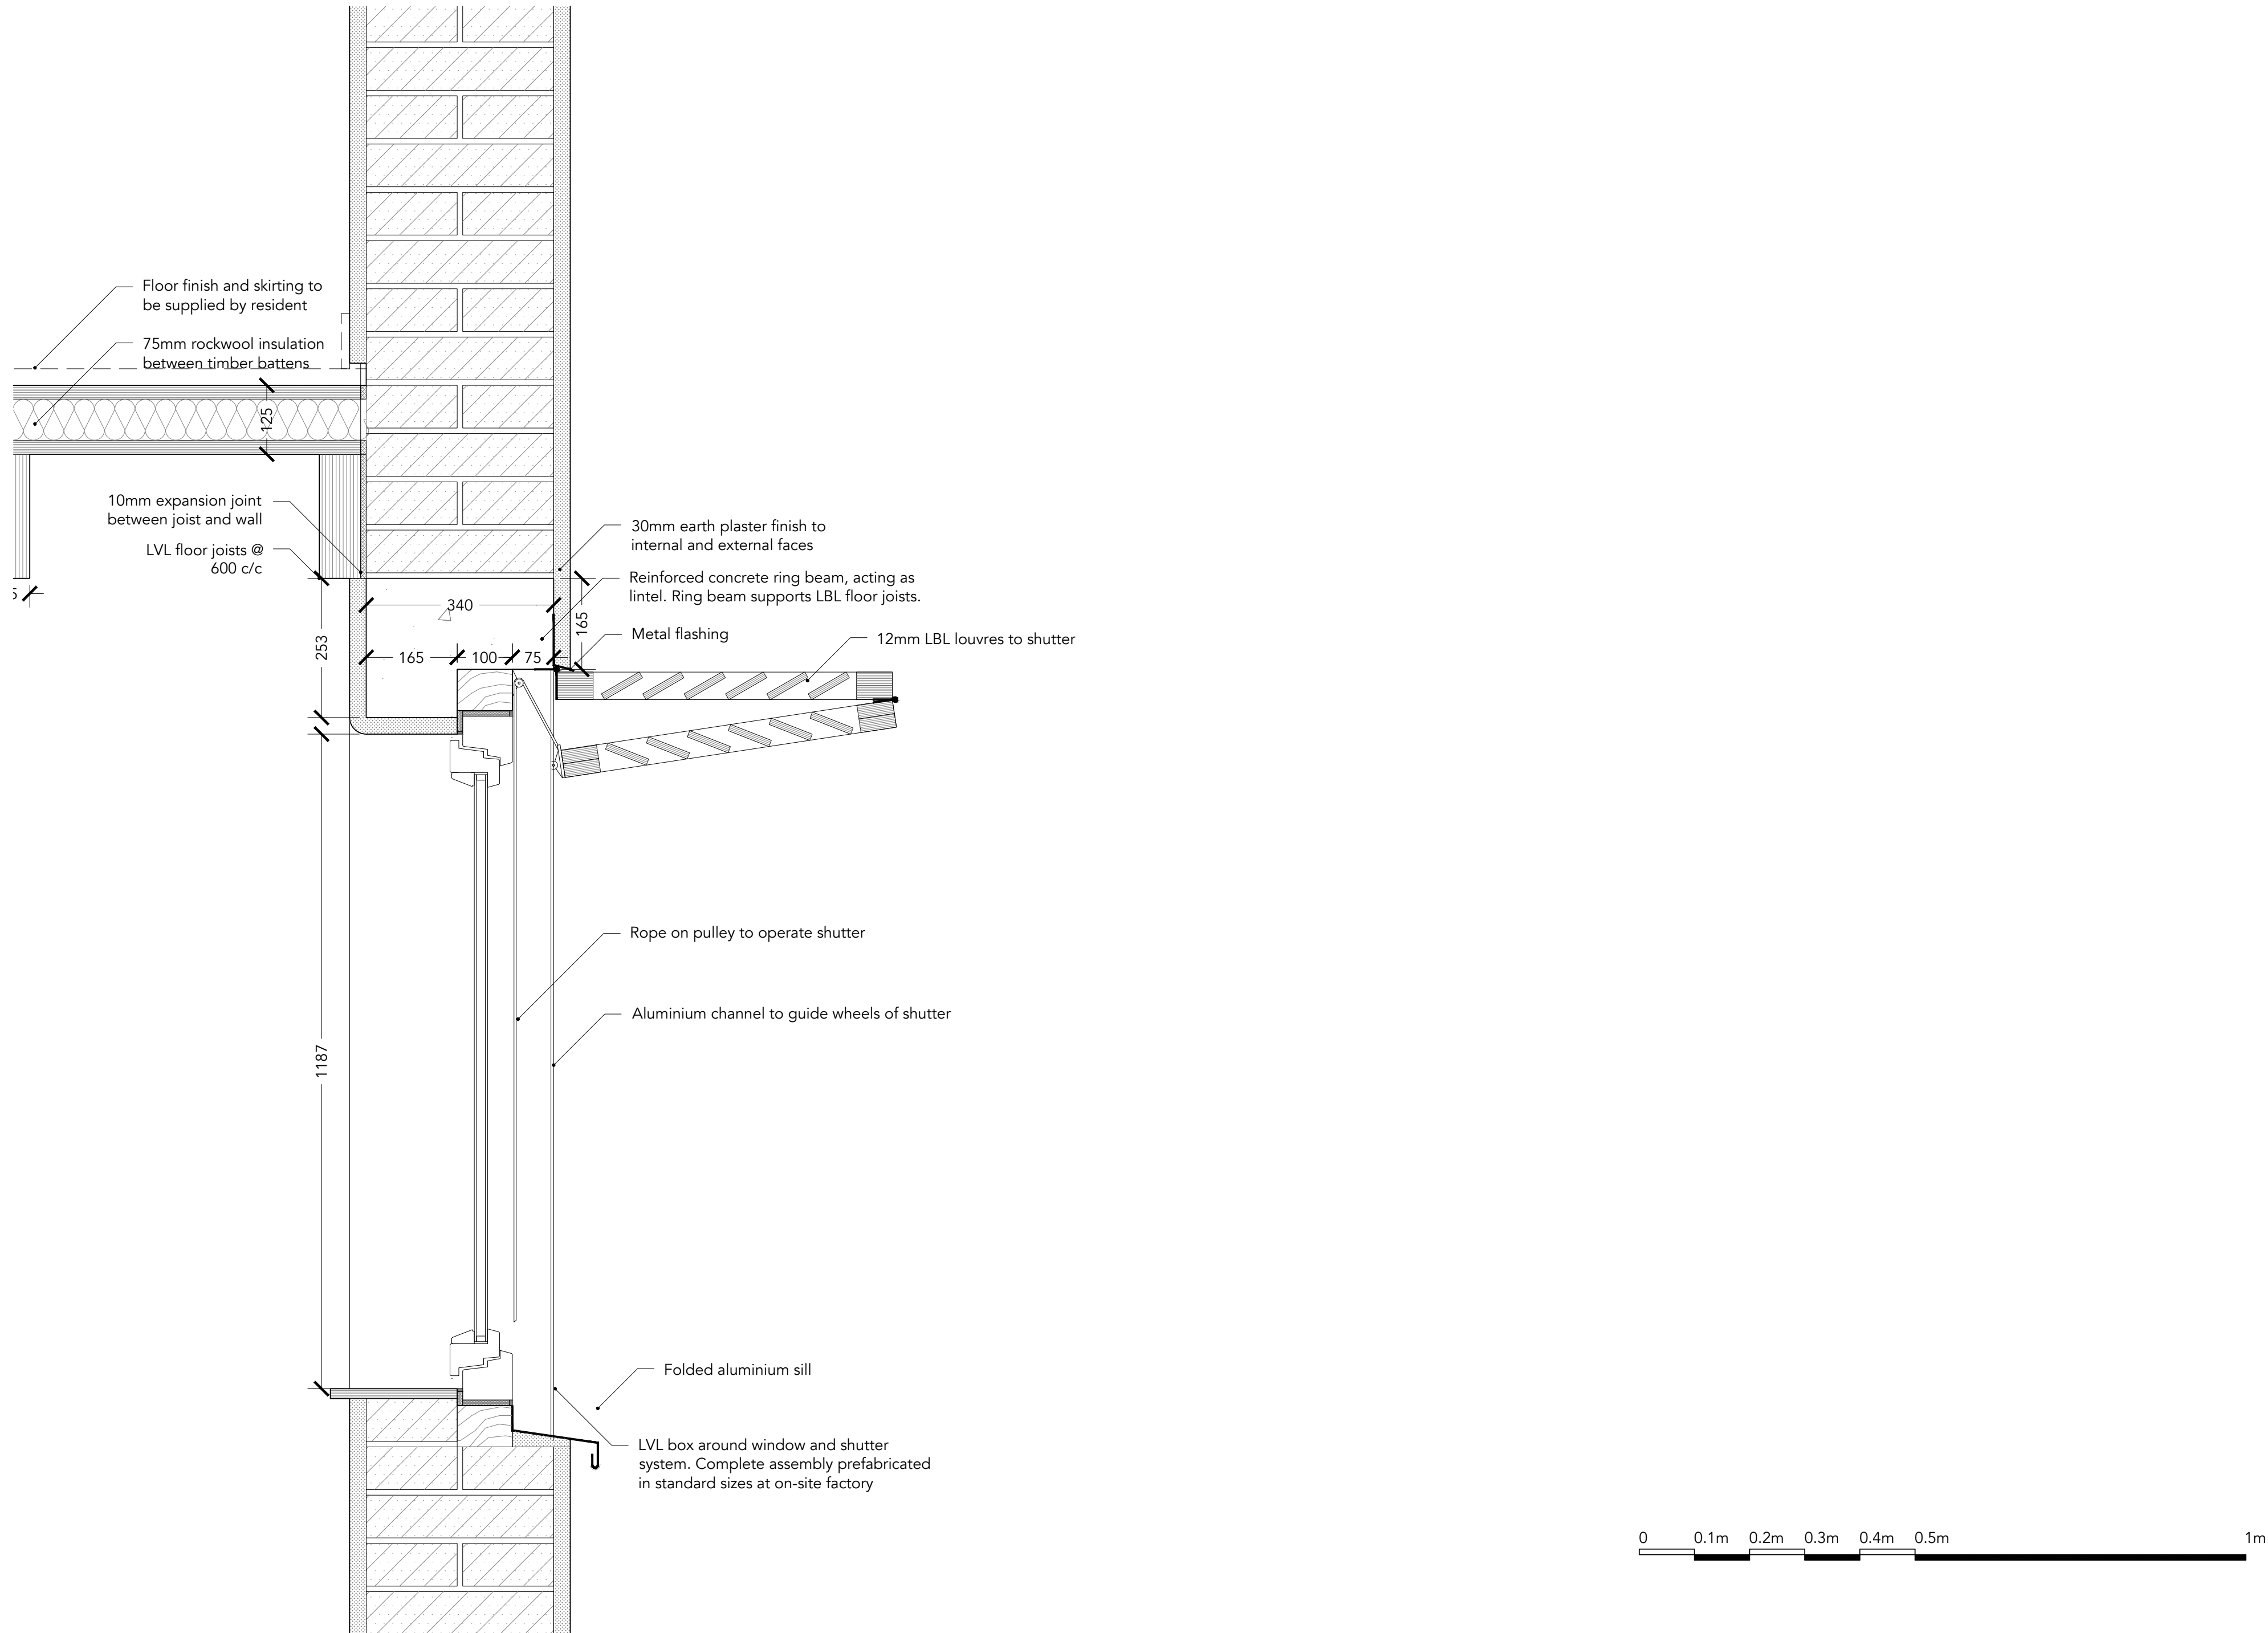 Floor finish and skirting to
be supplied by resident
75mm rockwool insulation
between timber battens
125
10mm expansion joint
between joist and wall
LVL floor joists @
600 c/c
5
30mm earth plaster finish to
internal and external faces
Reinforced concrete ring beam, acting as
lintel. Ring beam supports LBL floor joists.
340
165
253
Metal flashing
12mm LBL louvres to shutter
165
100
75
Rope on pulley to operate shutter
Aluminium channel to guide wheels of shutter
1187
Folded aluminium sill
LVL box around window and shutter
system. Complete assembly prefabricated
in standard sizes at on-site factory
0 0.1m 0.2m 0.3m 0.4m 0.5m 1m